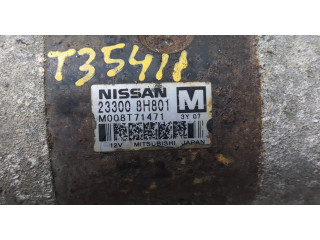 T35411
NISSAN
23300 8H801 M
M008T71471 3Y 07
12V MITSUBISHI JAPAN